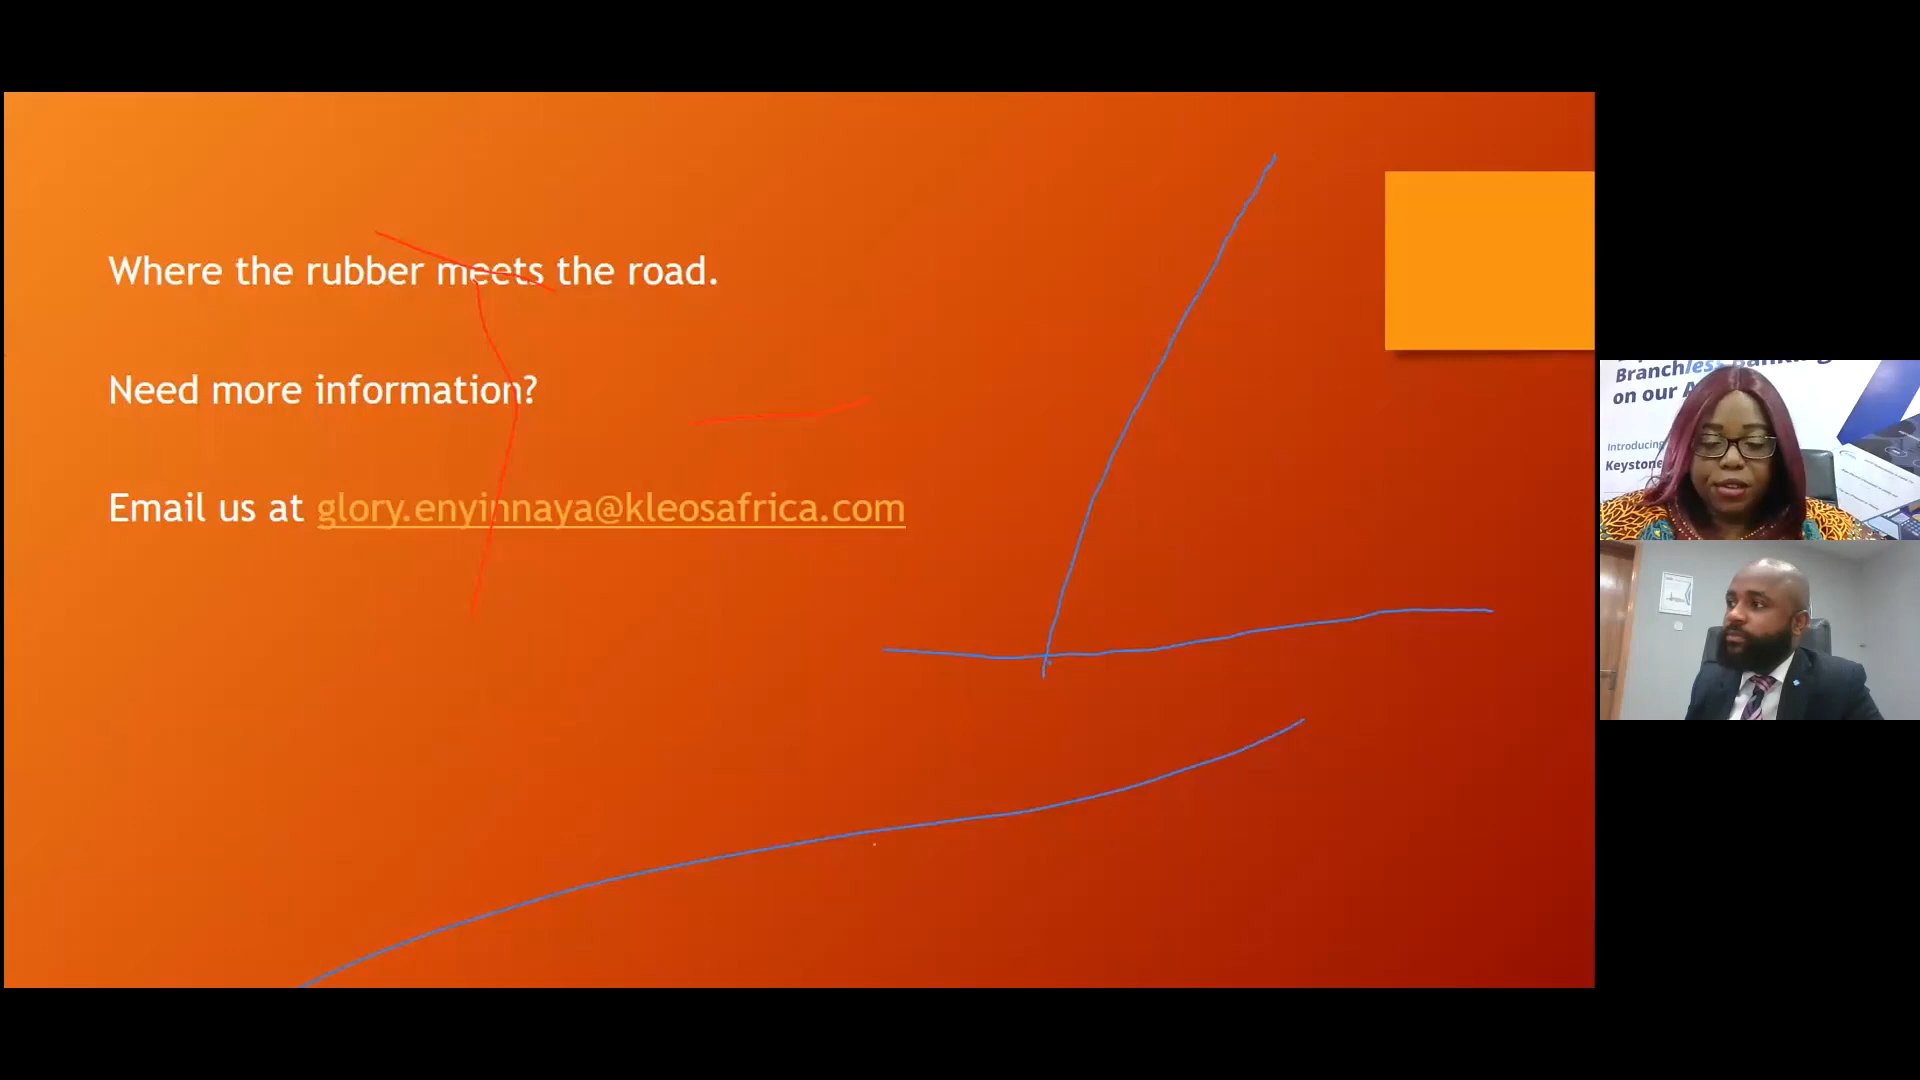 Where the rubber meets the road.
Need more information?
Email us at glory.enyinnaya@kleosafrica.com
Branchless Banking
on our A
Introducing
Keystone